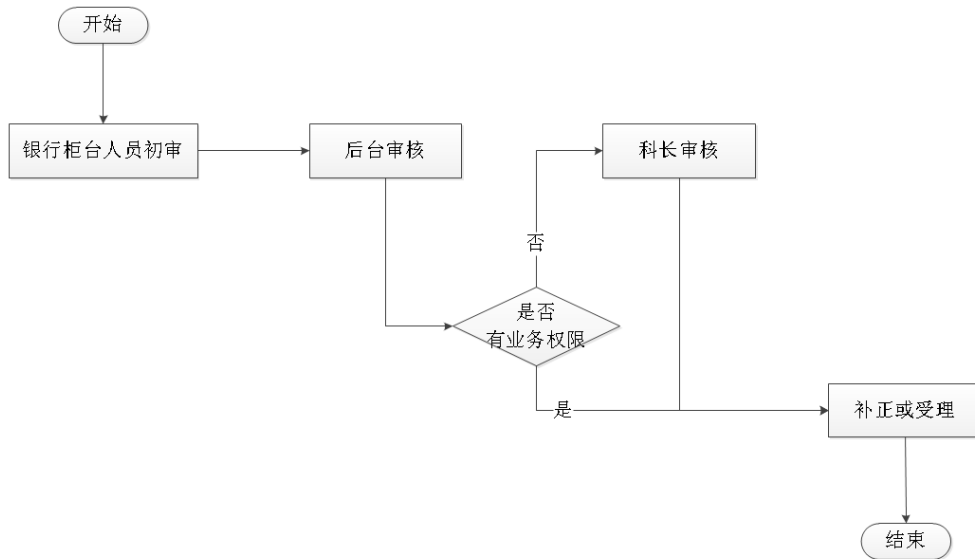 开始
银行柜台人员初审
后台审核
科长审核
否
是否
有业务权限
是
补正或受理
结束